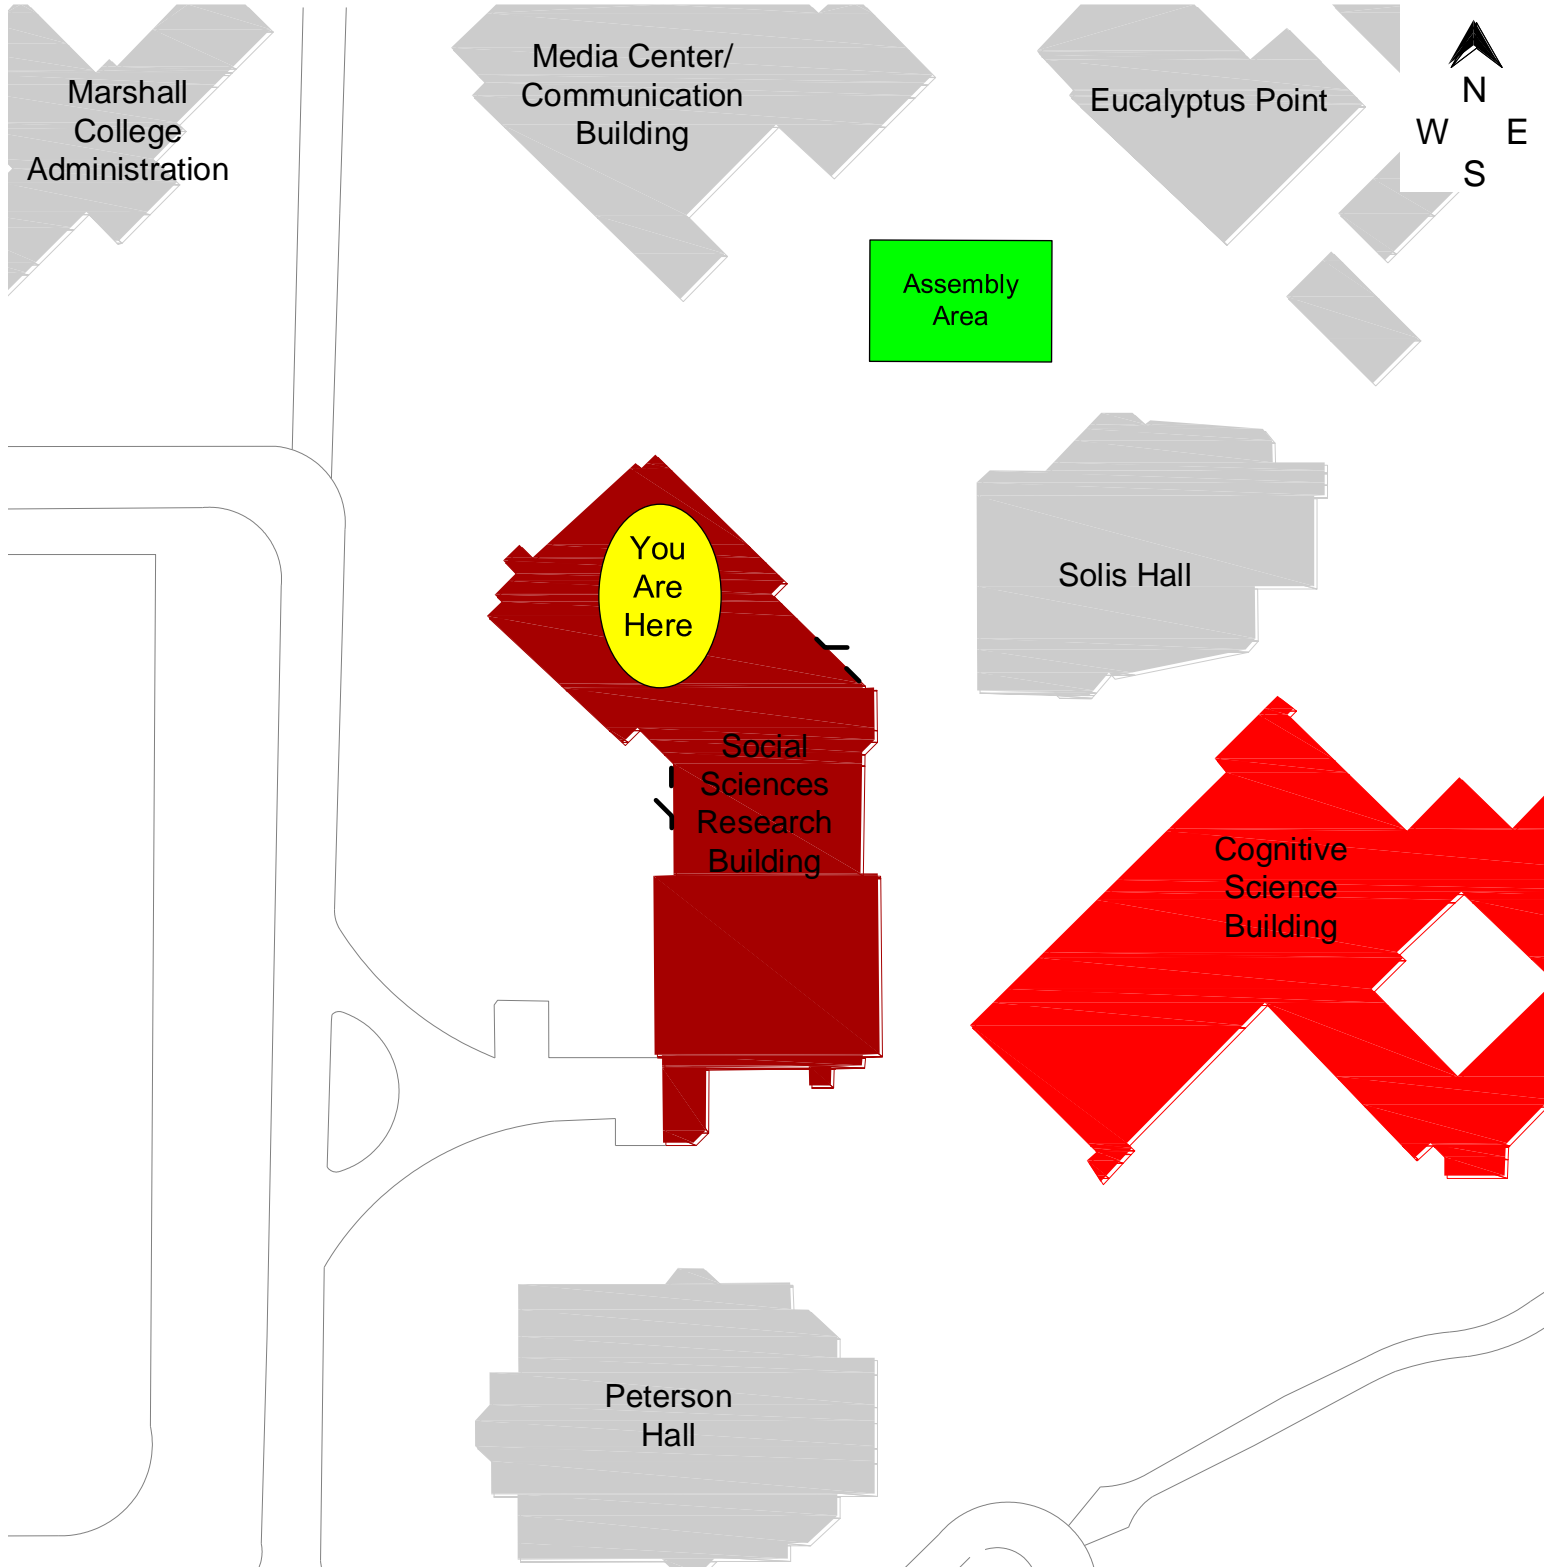 Marshall
College
Administration
Media Center/
Communication
Building
Eucalyptus Point
N
W E
S
Assembly
Area
You
Are
Here
Solis Hall
Social
Sciences
Research
Building
Cognitive
Science
Building
Peterson
Hall